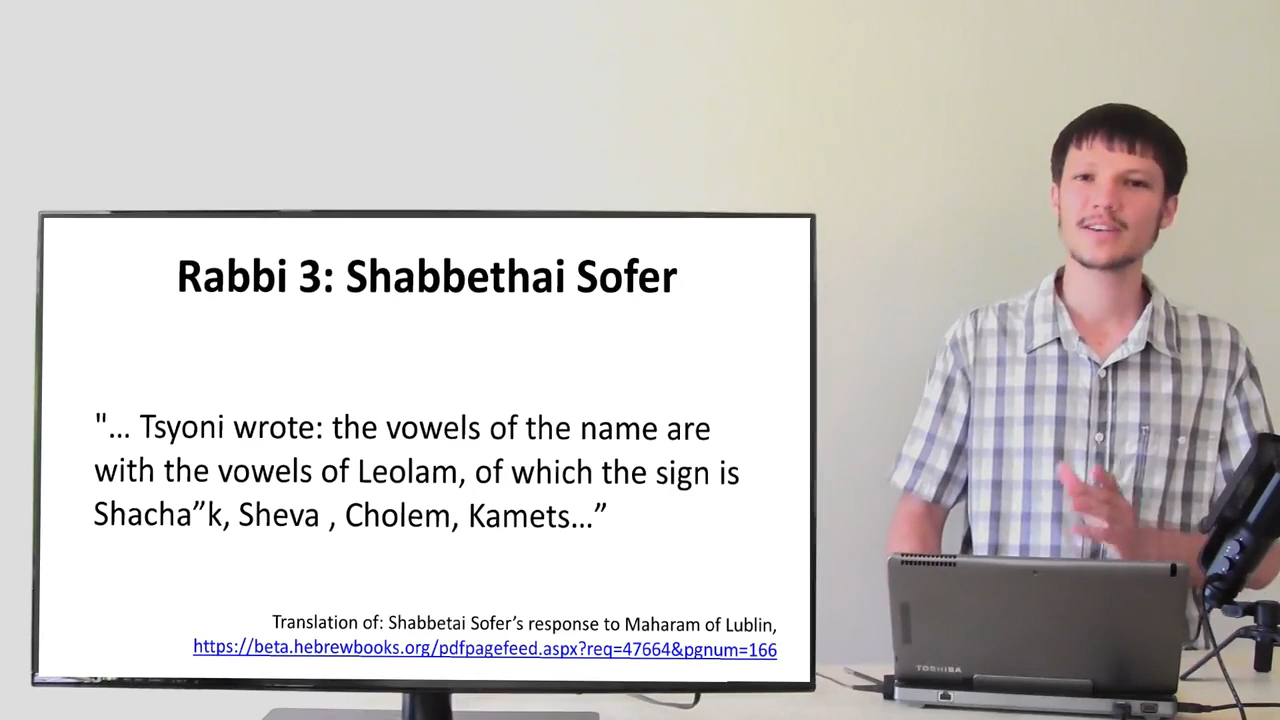 Rabbi 3: Shabbethai Sofer
"... Tsyoni wrote: the vowels of the name are
with the vowels of Leolam, of which the sign is
Shacha”k, Sheva , Cholem, Kamets...”
Translation of: Shabbetai Sofer’s response to Maharam of Lublin,
https://beta.hebrewbooks.org/pdfpagefeed.aspx?req=47664&pgnum=166
TOSHIBA